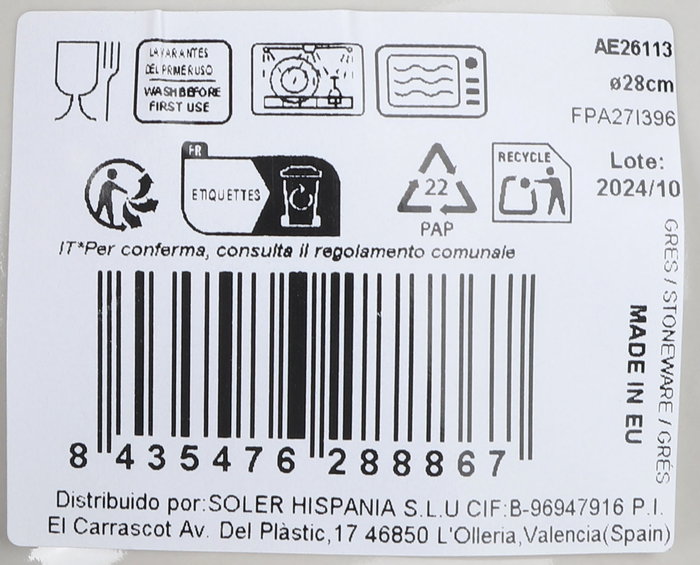 LAVAR ANTES
DEL PRIMER USO
WASH BEFORE
FIRST USE
AE26113
ø28cm
FPA27I396
FR
ETIQUETTES
22
PAP
RECYCLE
Lote:
2024/10
IT*Per conferma, consulta il regolamento comunale
GRES / STONEWARE / GRÉS
MADE IN EU
8 435476 288867
Distribuido por:SOLER HISPANIA S.L.U CIF:B-96947916 P.I.
El Carrascot Av. Del Plàstic,17 46850 L'Olleria,Valencia(Spain)